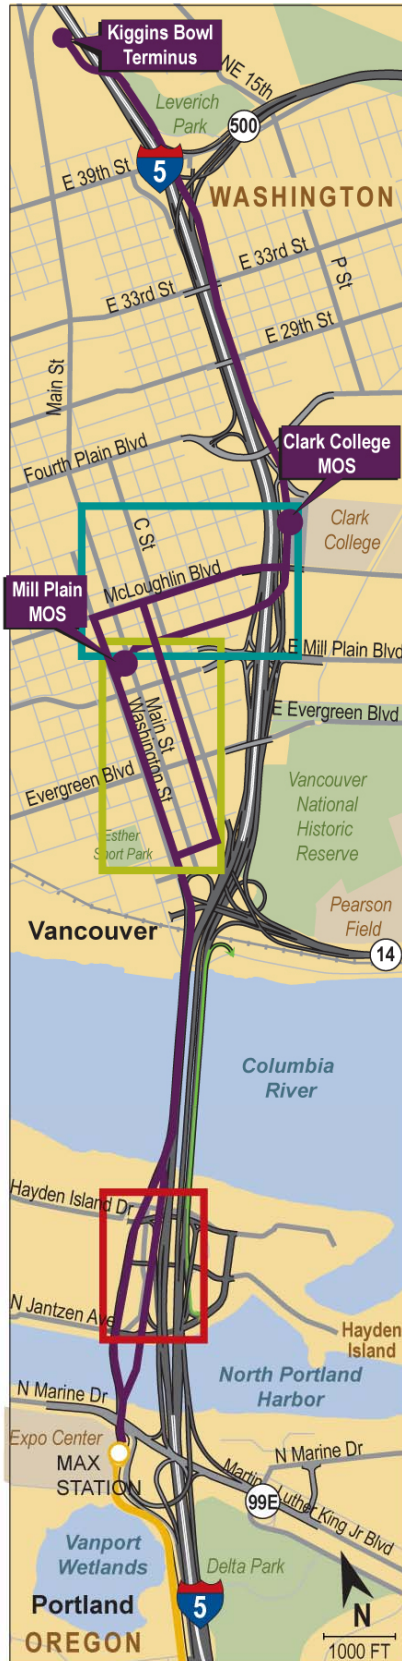 Kiggins Bowl
Terminus
NE 15th
Leverich
Park
500
E 39th St
5
WASHINGTON
E 33rd St
E 33rd St
P St
E 29th St
Main St
Fourth Plain Blvd
Clark College
MOS
C St
Clark
College
McLoughlin Blvd
Mill Plain
MOS
E Mill Plain Blvd
E Evergreen Blvd
Main St
Washington St
Evergreen Blvd
Vancouver
National
Historic
Reserve
Esther
Short Park
Pearson
Field
Vancouver
14
Columbia
River
Hayden Island Dr
N Jantzen Ave
Hayden
Island
North Portland
Harbor
N Marine Dr
Expo Center
MAX
STATION
N Marine Dr
Martin Luther King Jr Blvd
99E
Vanport
Wetlands
Delta Park
Portland
5
N
OREGON
1000 FT